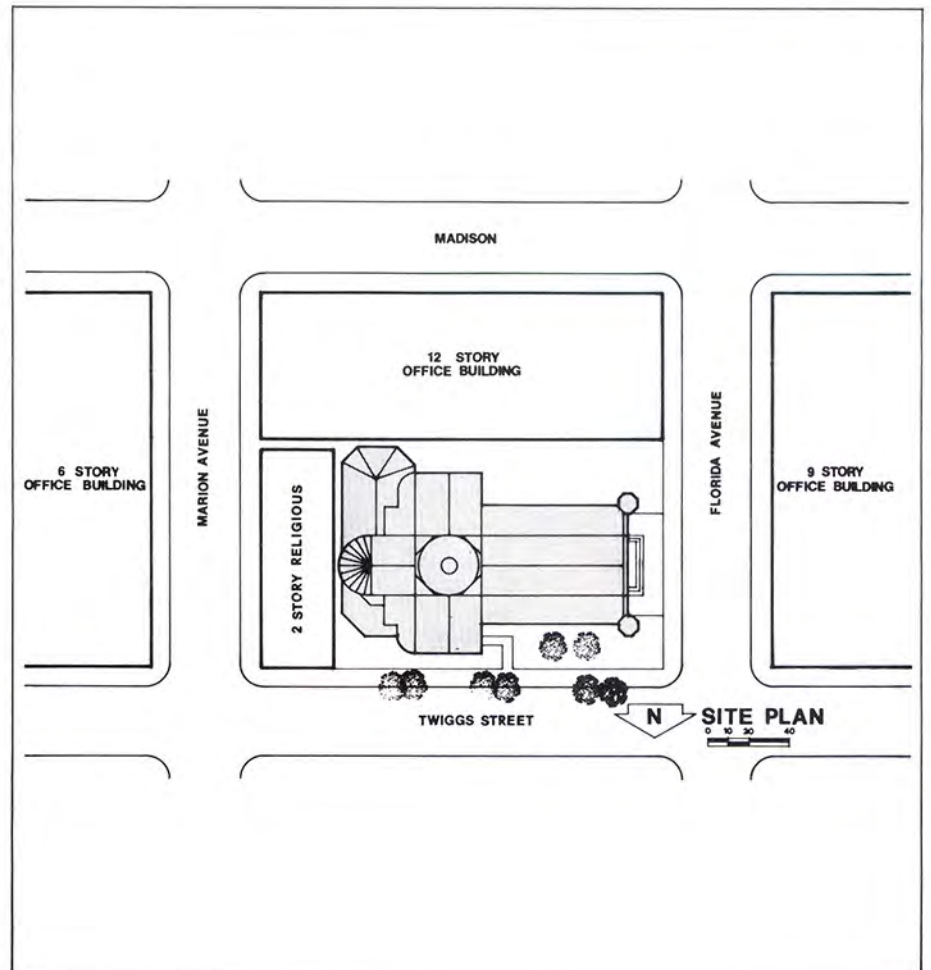 MADISON
12 STORY
OFFICE BUILDING
6 STORY
OFFICE BUILDING
MARION AVENUE
2 STORY RELIGIOUS
FLORIDA AVENUE
9 STORY
OFFICE BUILDING
TWIGGS STREET
N
SITE PLAN
0 10 20 40